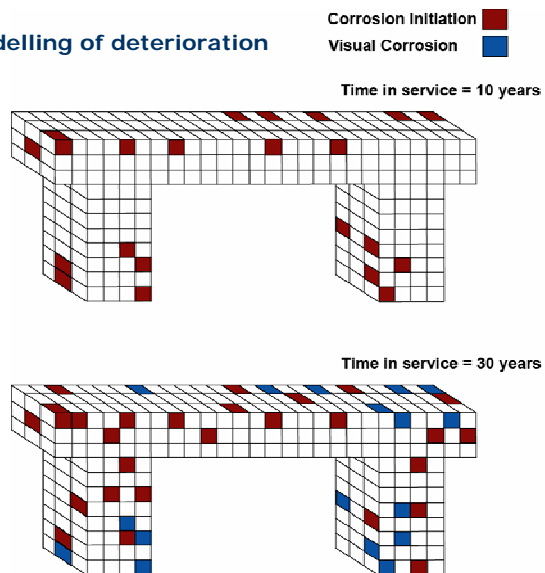 Corrosion Initiation
delling of deterioration
Visual Corrosion
Time in service = 10 years
Time in service = 30 years